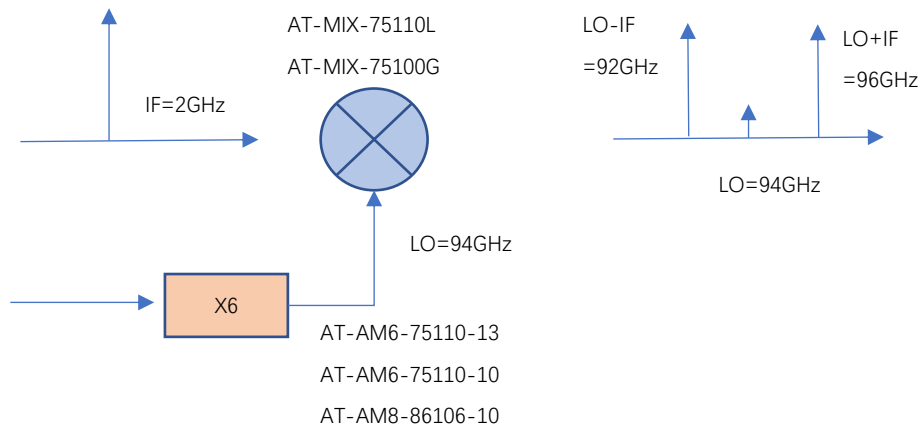 AT-MIX-75110L
AT-MIX-75100G
IF=2GHz
LO-IF
=92GHz
LO+IF
=96GHz
LO=94GHz
LO=94GHz
X6
AT-AM6-75110-13
AT-AM6-75110-10
AT-AM8-86106-10